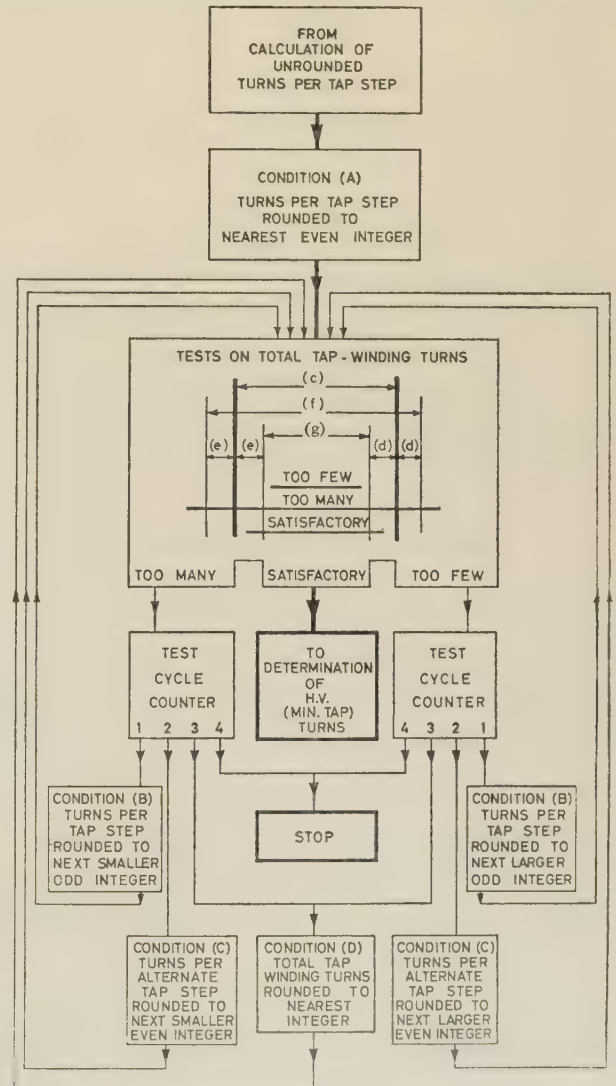 FROM
CALCULATION OF
UNROUNDED
TURNS PER TAP STEP
CONDITION (A)
TURNS PER TAP STEP
ROUNDED TO
NEAREST EVEN INTEGER
TESTS ON TOTAL TAP-WINDING TURNS
(c)
(f)
(e) (e) (g) (d) (d)
TOO FEW
TOO MANY
SATISFACTORY
TOO MANY
SATISFACTORY
TOO FEW
TEST
CYCLE
COUNTER
1 2 3 4
TO
DETERMINATION
OF
H.V.
(MIN. TAP)
TURNS
TEST
CYCLE
COUNTER
4 3 2 1
CONDITION (B)
TURNS PER
TAP STEP
ROUNDED TO
NEXT SMALLER
ODD INTEGER
STOP
CONDITION (B)
TURNS PER
TAP STEP
ROUNDED TO
NEXT LARGER
ODD INTEGER
CONDITION (C)
TURNS PER
ALTERNATE
TAP STEP
ROUNDED TO
NEXT SMALLER
EVEN INTEGER
CONDITION (D)
TOTAL TAP
WINDING TURNS
ROUNDED TO
NEAREST
INTEGER
CONDITION (C)
TURNS PER
ALTERNATE
TAP STEP
ROUNDED TO
NEXT LARGER
EVEN INTEGER